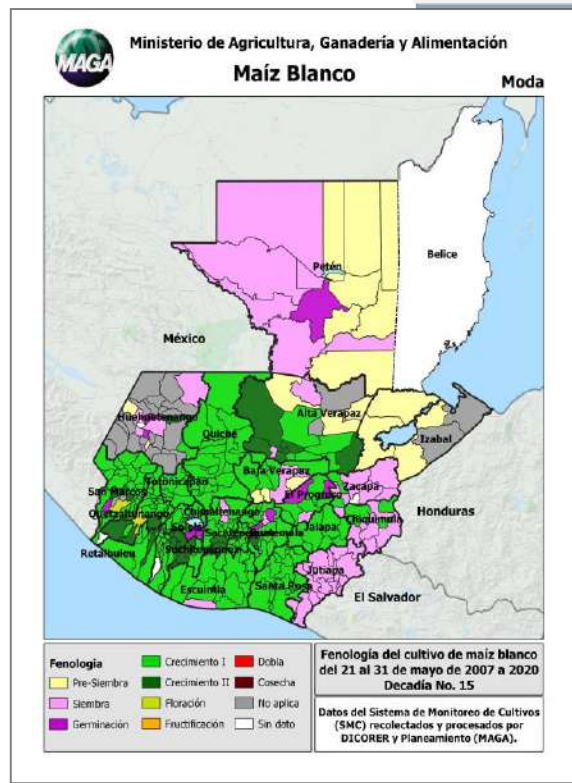 MAGA
Ministerio de Agricultura, Ganadería y Alimentación
Maíz Blanco
Moda
Petén
Belice
México
Huehuetenango
Quiché
Alta Verapaz
Izabal
Baja Verapaz
Zacapa
San Marcos
Totonicapán
El Progreso
Quetzaltenango
Chimaltenango
Honduras
Sololá
Guatemala
Jalapa
Chiquimula
Retalhuleu
Suchitepéquez
Jutiapa
Escuintla
Santa Rosa
El Salvador
Fenología
Pre-Siembra
Siembra
Germinación
Crecimiento I
Crecimiento II
Floración
Fructificación
Dobla
Cosecha
No aplica
Sin dato
Fenología del cultivo de maíz blanco
del 21 al 31 de mayo de 2007 a 2020
Decadía No. 15
Datos del Sistema de Monitoreo de Cultivos
(SMC) recolectados y procesados por
DICORER y Planeamiento (MAGA).